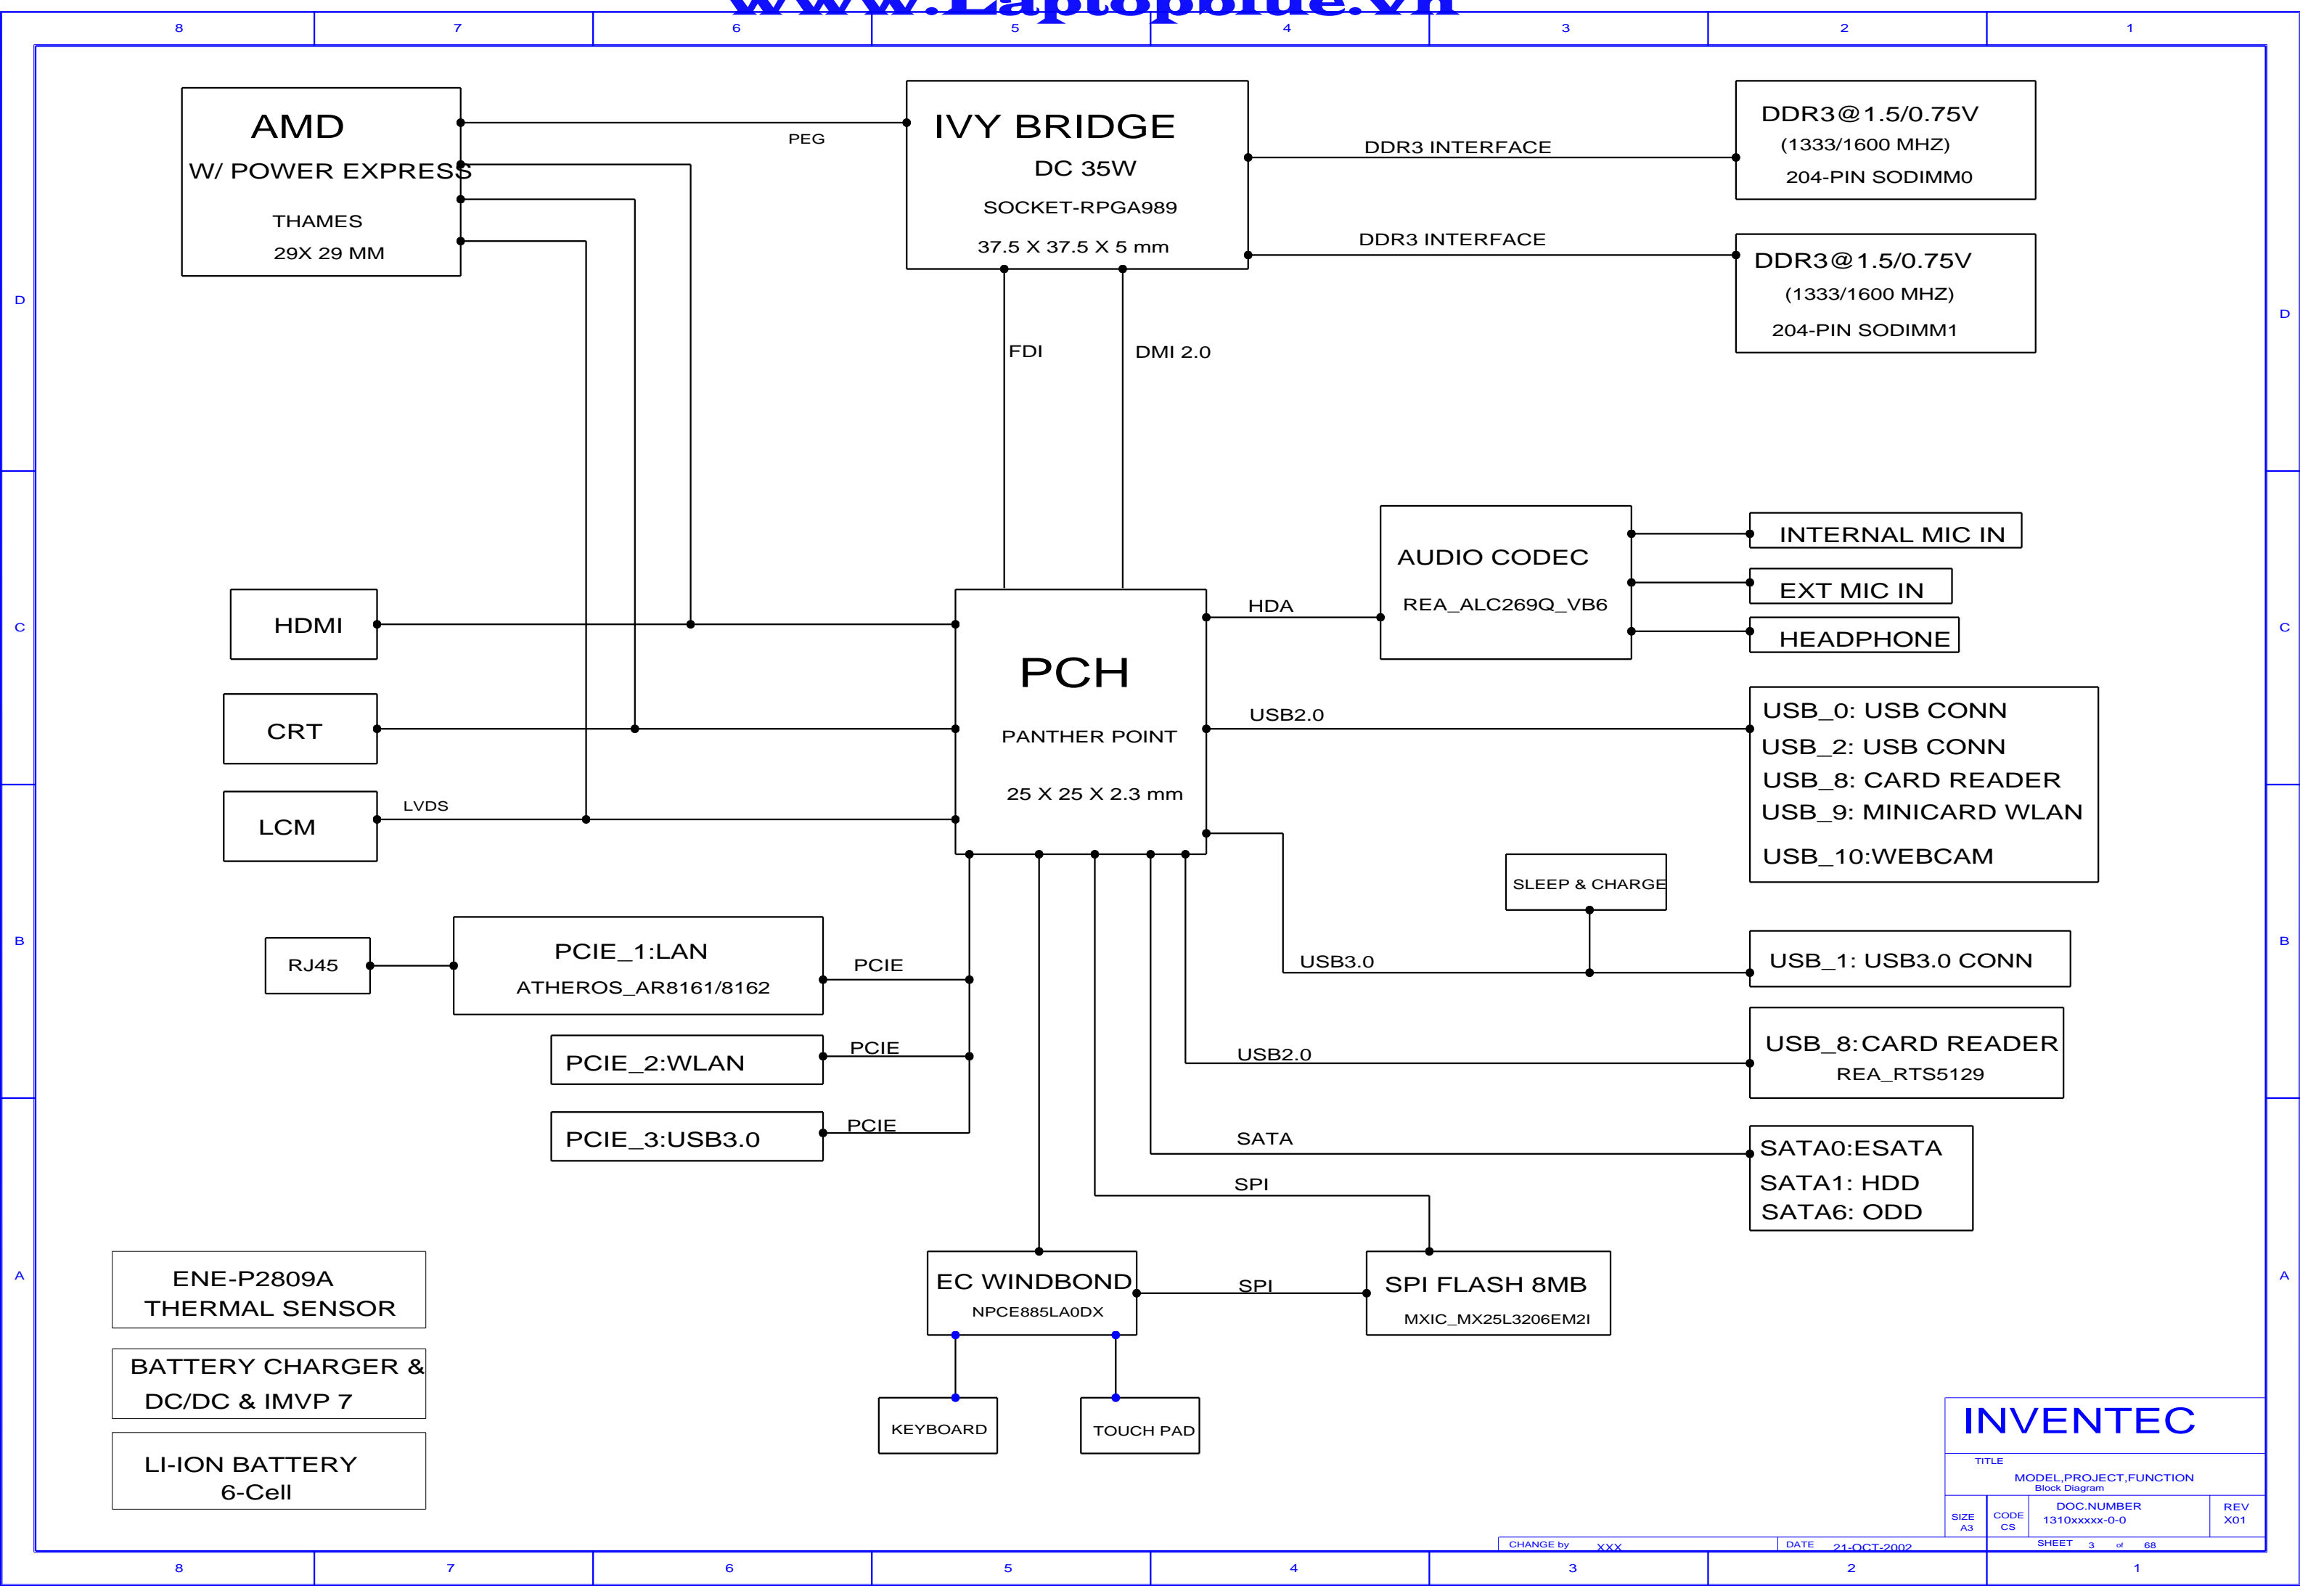 www.Laptopblue.vn
8 7 6 5 4 3 2 1
AMD
W/ POWER EXPRESS
THAMES
29X 29 MM
PEG
IVY BRIDGE
DC 35W
SOCKET-RPGA989
37.5 X 37.5 X 5 mm
DDR3 INTERFACE
DDR3@1.5/0.75V
(1333/1600 MHZ)
204-PIN SODIMM0
DDR3 INTERFACE
DDR3@1.5/0.75V
(1333/1600 MHZ)
204-PIN SODIMM1
D
D
FDI
DMI 2.0
C
C
HDMI
CRT
LCM
LVDS
PCH
PANTHER POINT
25 X 25 X 2.3 mm
HDA
AUDIO CODEC
REA_ALC269Q_VB6
INTERNAL MIC IN
EXT MIC IN
HEADPHONE
USB2.0
USB_0: USB CONN
USB_2: USB CONN
USB_8: CARD READER
USB_9: MINICARD WLAN
USB_10:WEBCAM
SLEEP & CHARGE
B
B
RJ45
PCIE_1:LAN
ATHEROS_AR8161/8162
PCIE
PCIE_2:WLAN
PCIE
PCIE_3:USB3.0
PCIE
USB3.0
USB_1: USB3.0 CONN
USB2.0
USB_8:CARD READER
REA_RTS5129
SATA
SATA0:ESATA
SATA1: HDD
SATA6: ODD
SPI
A
A
ENE-P2809A
THERMAL SENSOR
BATTERY CHARGER &
DC/DC & IMVP 7
LI-ION BATTERY
6-Cell
EC WINDBOND
NPCE885LA0DX
SPI
SPI FLASH 8MB
MXIC_MX25L3206EM2I
KEYBOARD
TOUCH PAD
INVENTEC
TITLE
MODEL,PROJECT,FUNCTION
Block Diagram
SIZE
A3
CODE
CS
DOC.NUMBER
1310xxxxx-0-0
REV
X01
CHANGE by XXX
DATE 21-OCT-2002
SHEET 3 of 68
8 7 6 5 4 3 2 1